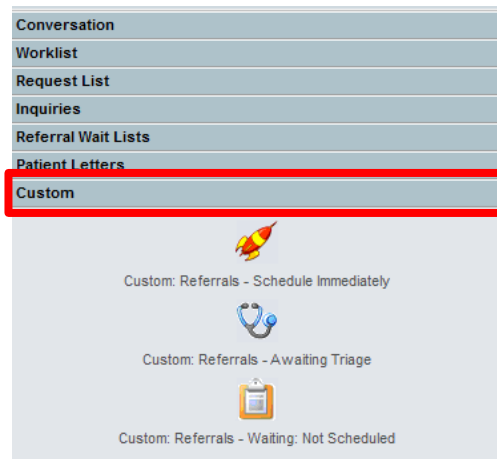 Conversation
Worklist
Request List
Inquiries
Referral Wait Lists
Patient Letters
Custom
Custom: Referrals - Schedule Immediately
Custom: Referrals - Awaiting Triage
Custom: Referrals - Waiting: Not Scheduled